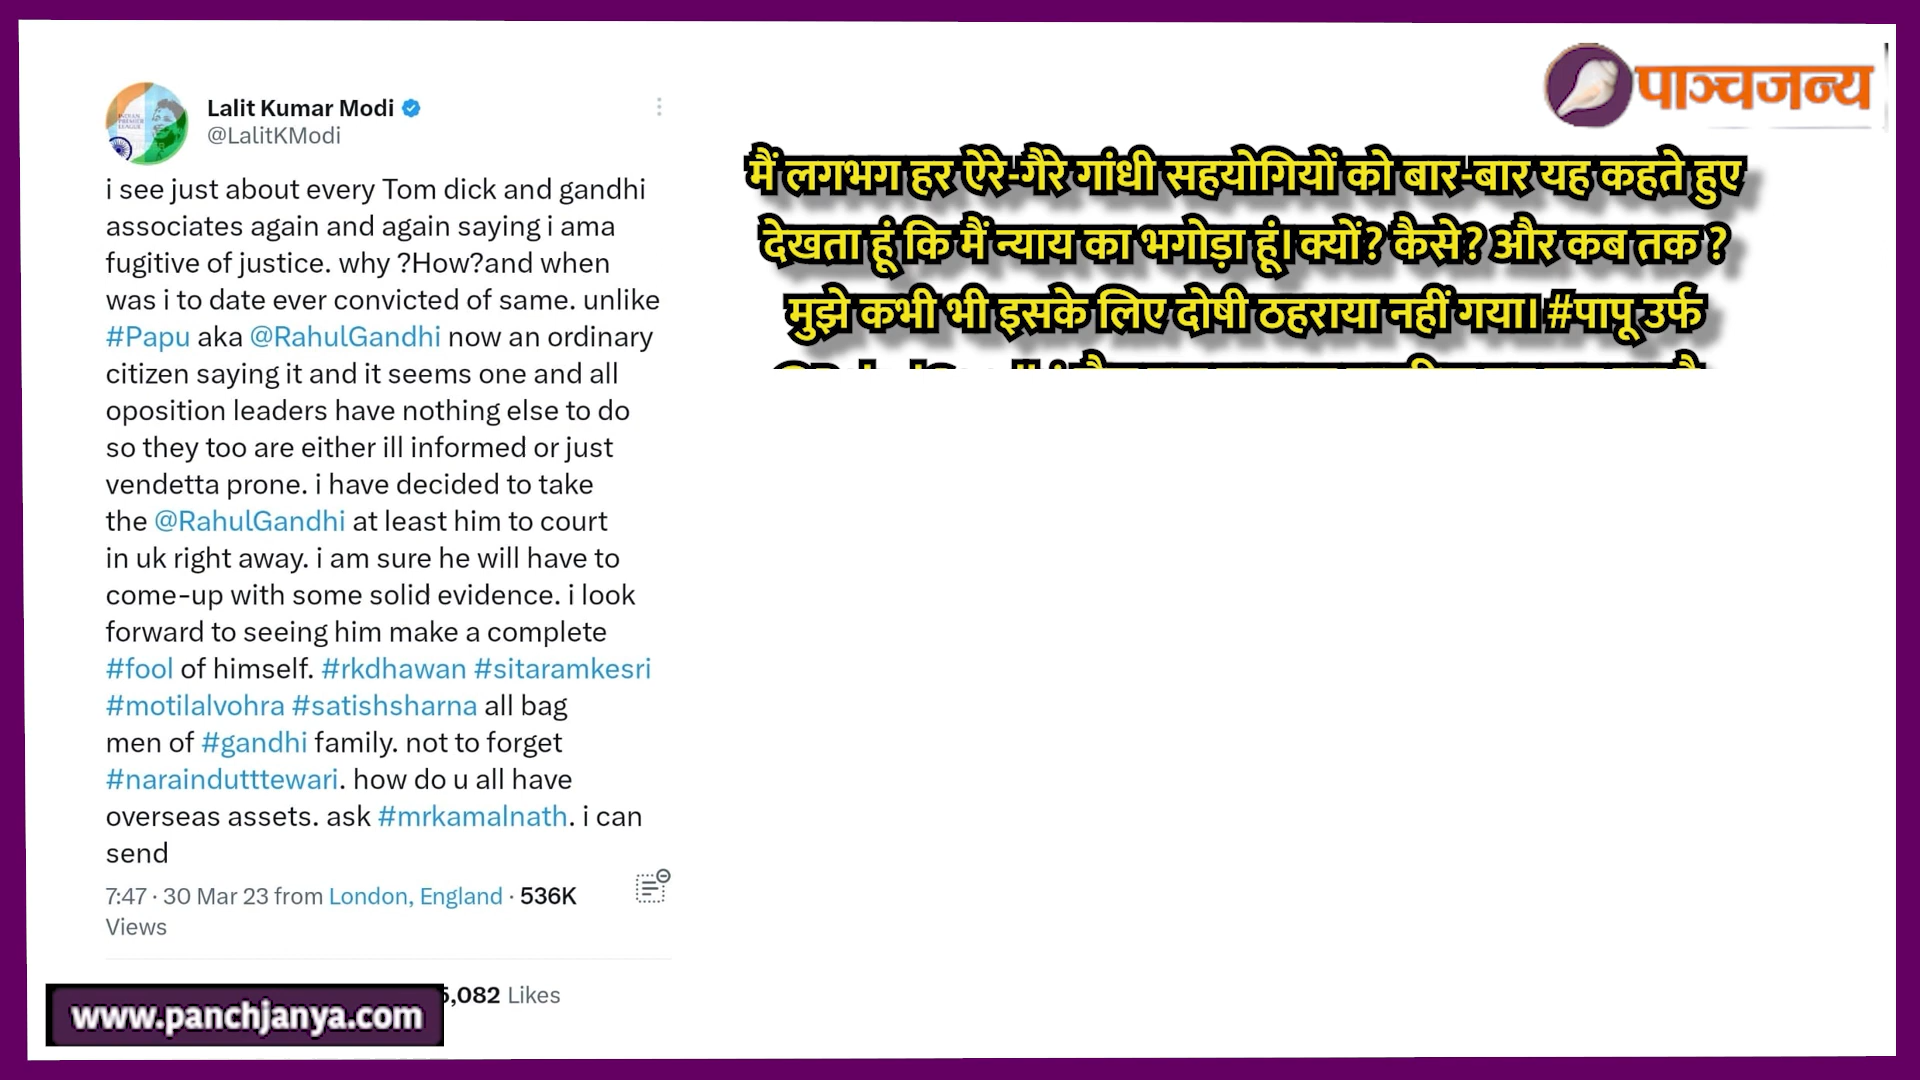 Lalit Kumar Modi
@LalitKModi
i see just about every Tom dick and gandhi
associates again and again saying i ama
fugitive of justice. why ?How?and when
was i to date ever convicted of same. unlike
#Papu aka @RahulGandhi now an ordinary
citizen saying it and it seems one and all
oposition leaders have nothing else to do
so they too are either ill informed or just
vendetta prone. i have decided to take
the @RahulGandhi at least him to court
in uk right away. i am sure he will have to
come-up with some solid evidence. i look
forward to seeing him make a complete
#fool of himself. #rkdhawan #sitaramkesri
#motilalvohra #satishsharna all bag
men of #gandhi family. not to forget
#naraindutttewari. how do u all have
overseas assets. ask #mrkamalnath. i can
send
7:47 · 30 Mar 23 from London, England · 536K
Views
5,082 Likes
www.panchjanya.com
पाञ्चजन्य
मैं लगभग हर ऐरे-गैरे गांधी सहयोगियों को बार-बार यह कहते हुए
देखता हूं कि मैं न्याय का भगोड़ा हूं। क्यों? कैसे? और कब तक ?
मुझे कभी भी इसके लिए दोषी ठहराया नहीं गया। #पापू उर्फ